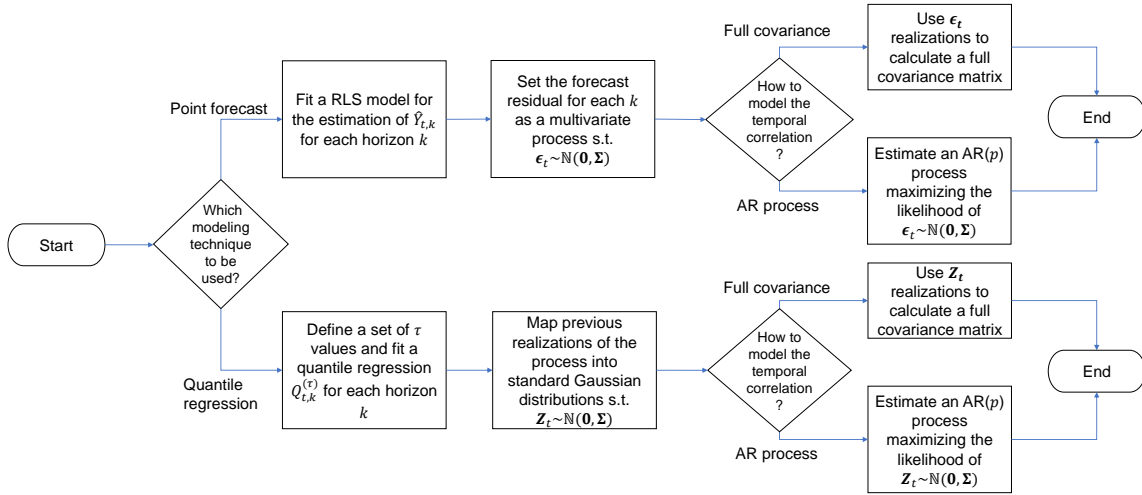 Start
Which
modeling
technique
to be
used?
Point forecast
Fit a RLS model for
the estimation of Ŷ_{t,k}
for each horizon k
Set the forecast
residual for each k
as a multivariate
process s.t.
ϵ_t~ℕ(0, Σ)
How to
model the
temporal
correlation
?
Full covariance
Use ϵ_t
realizations to
calculate a full
covariance matrix
AR process
Estimate an AR(p)
process
maximizing the
likelihood of
ϵ_t~ℕ(0, Σ)
End
Quantile
regression
Define a set of τ
values and fit a
quantile regression
Q_{t,k}^{(τ)} for each horizon
k
Map previous
realizations of the
process into
standard Gaussian
distributions s.t.
Z_t~ℕ(0, Σ)
How to
model the
temporal
correlation
?
Full covariance
Use Z_t
realizations to
calculate a full
covariance matrix
AR process
Estimate an AR(p)
process
maximizing the
likelihood of
Z_t~ℕ(0, Σ)
End